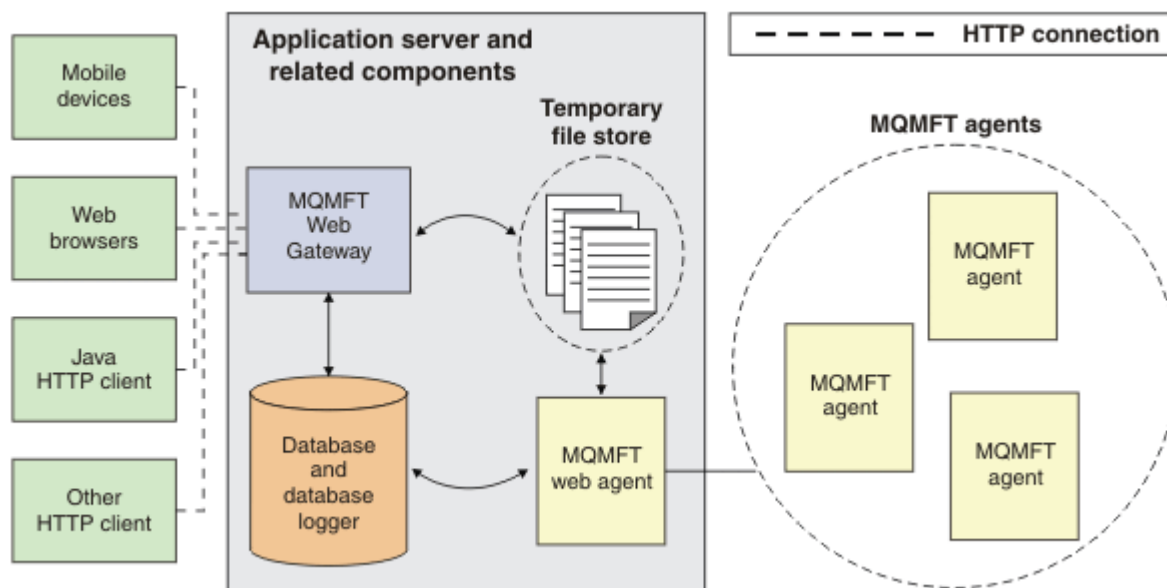 Application server and
related components
HTTP connection
Mobile
devices
Web
browsers
Java
HTTP client
Other
HTTP client
MQMFT
Web
Gateway
Temporary
file store
Database
and
database
logger
MQMFT
web agent
MQMFT agents
MQMFT
agent
MQMFT
agent
MQMFT
agent